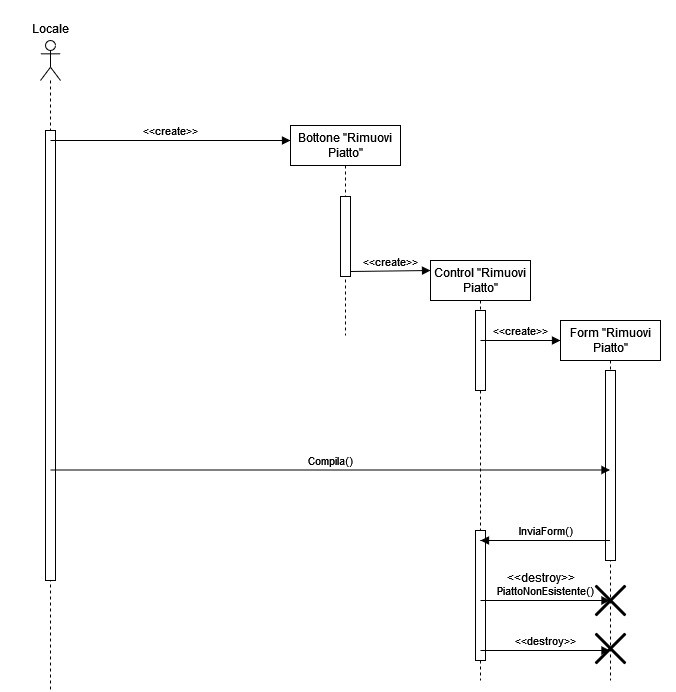 Locale
<<create>>
Bottone "Rimuovi
Piatto"
<<create>>
Control "Rimuovi
Piatto"
<<create>>
Form "Rimuovi
Piatto"
Compila()
InviaForm()
<<destroy>>
PiattoNonEsistente()
<<destroy>>